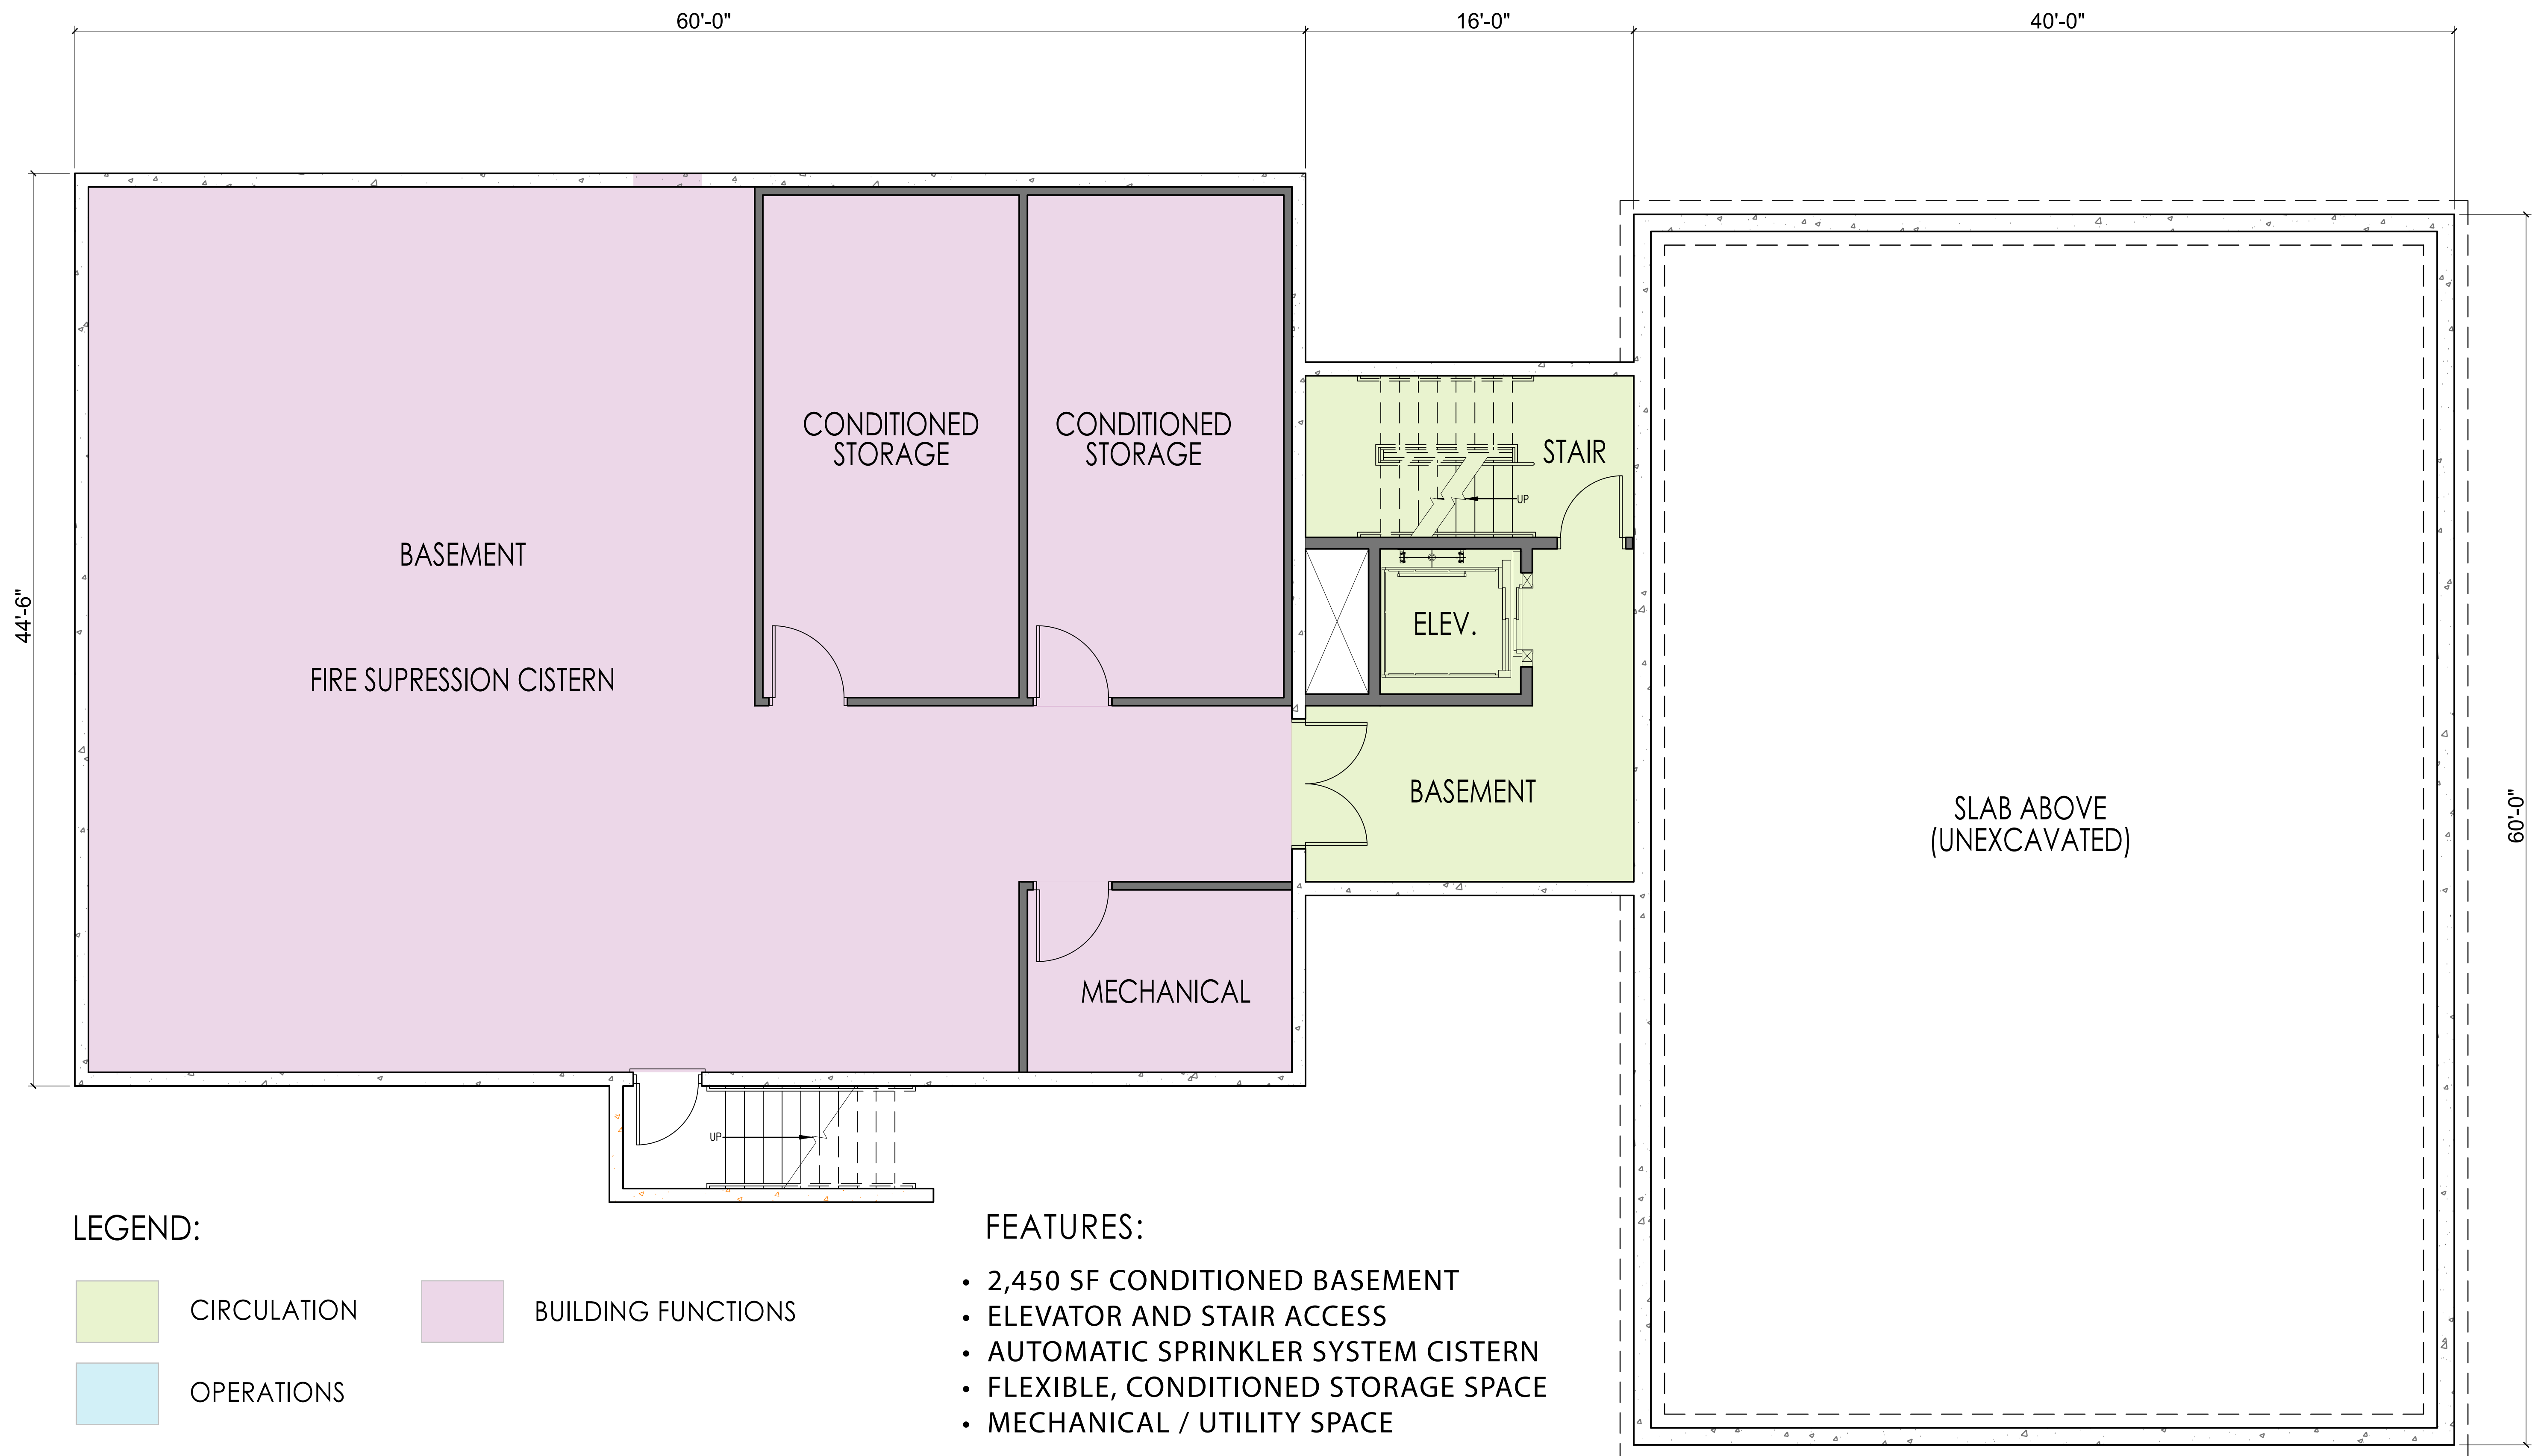 60'-0"
16'-0"
40'-0"
44'-6"
60'-0"
CONDITIONED
STORAGE
CONDITIONED
STORAGE
STAIR
UP
BASEMENT
ELEV.
FIRE SUPRESSION CISTERN
BASEMENT
SLAB ABOVE
(UNEXCAVATED)
MECHANICAL
UP
LEGEND:
CIRCULATION
BUILDING FUNCTIONS
OPERATIONS
FEATURES:
• 2,450 SF CONDITIONED BASEMENT
• ELEVATOR AND STAIR ACCESS
• AUTOMATIC SPRINKLER SYSTEM CISTERN
• FLEXIBLE, CONDITIONED STORAGE SPACE
• MECHANICAL / UTILITY SPACE